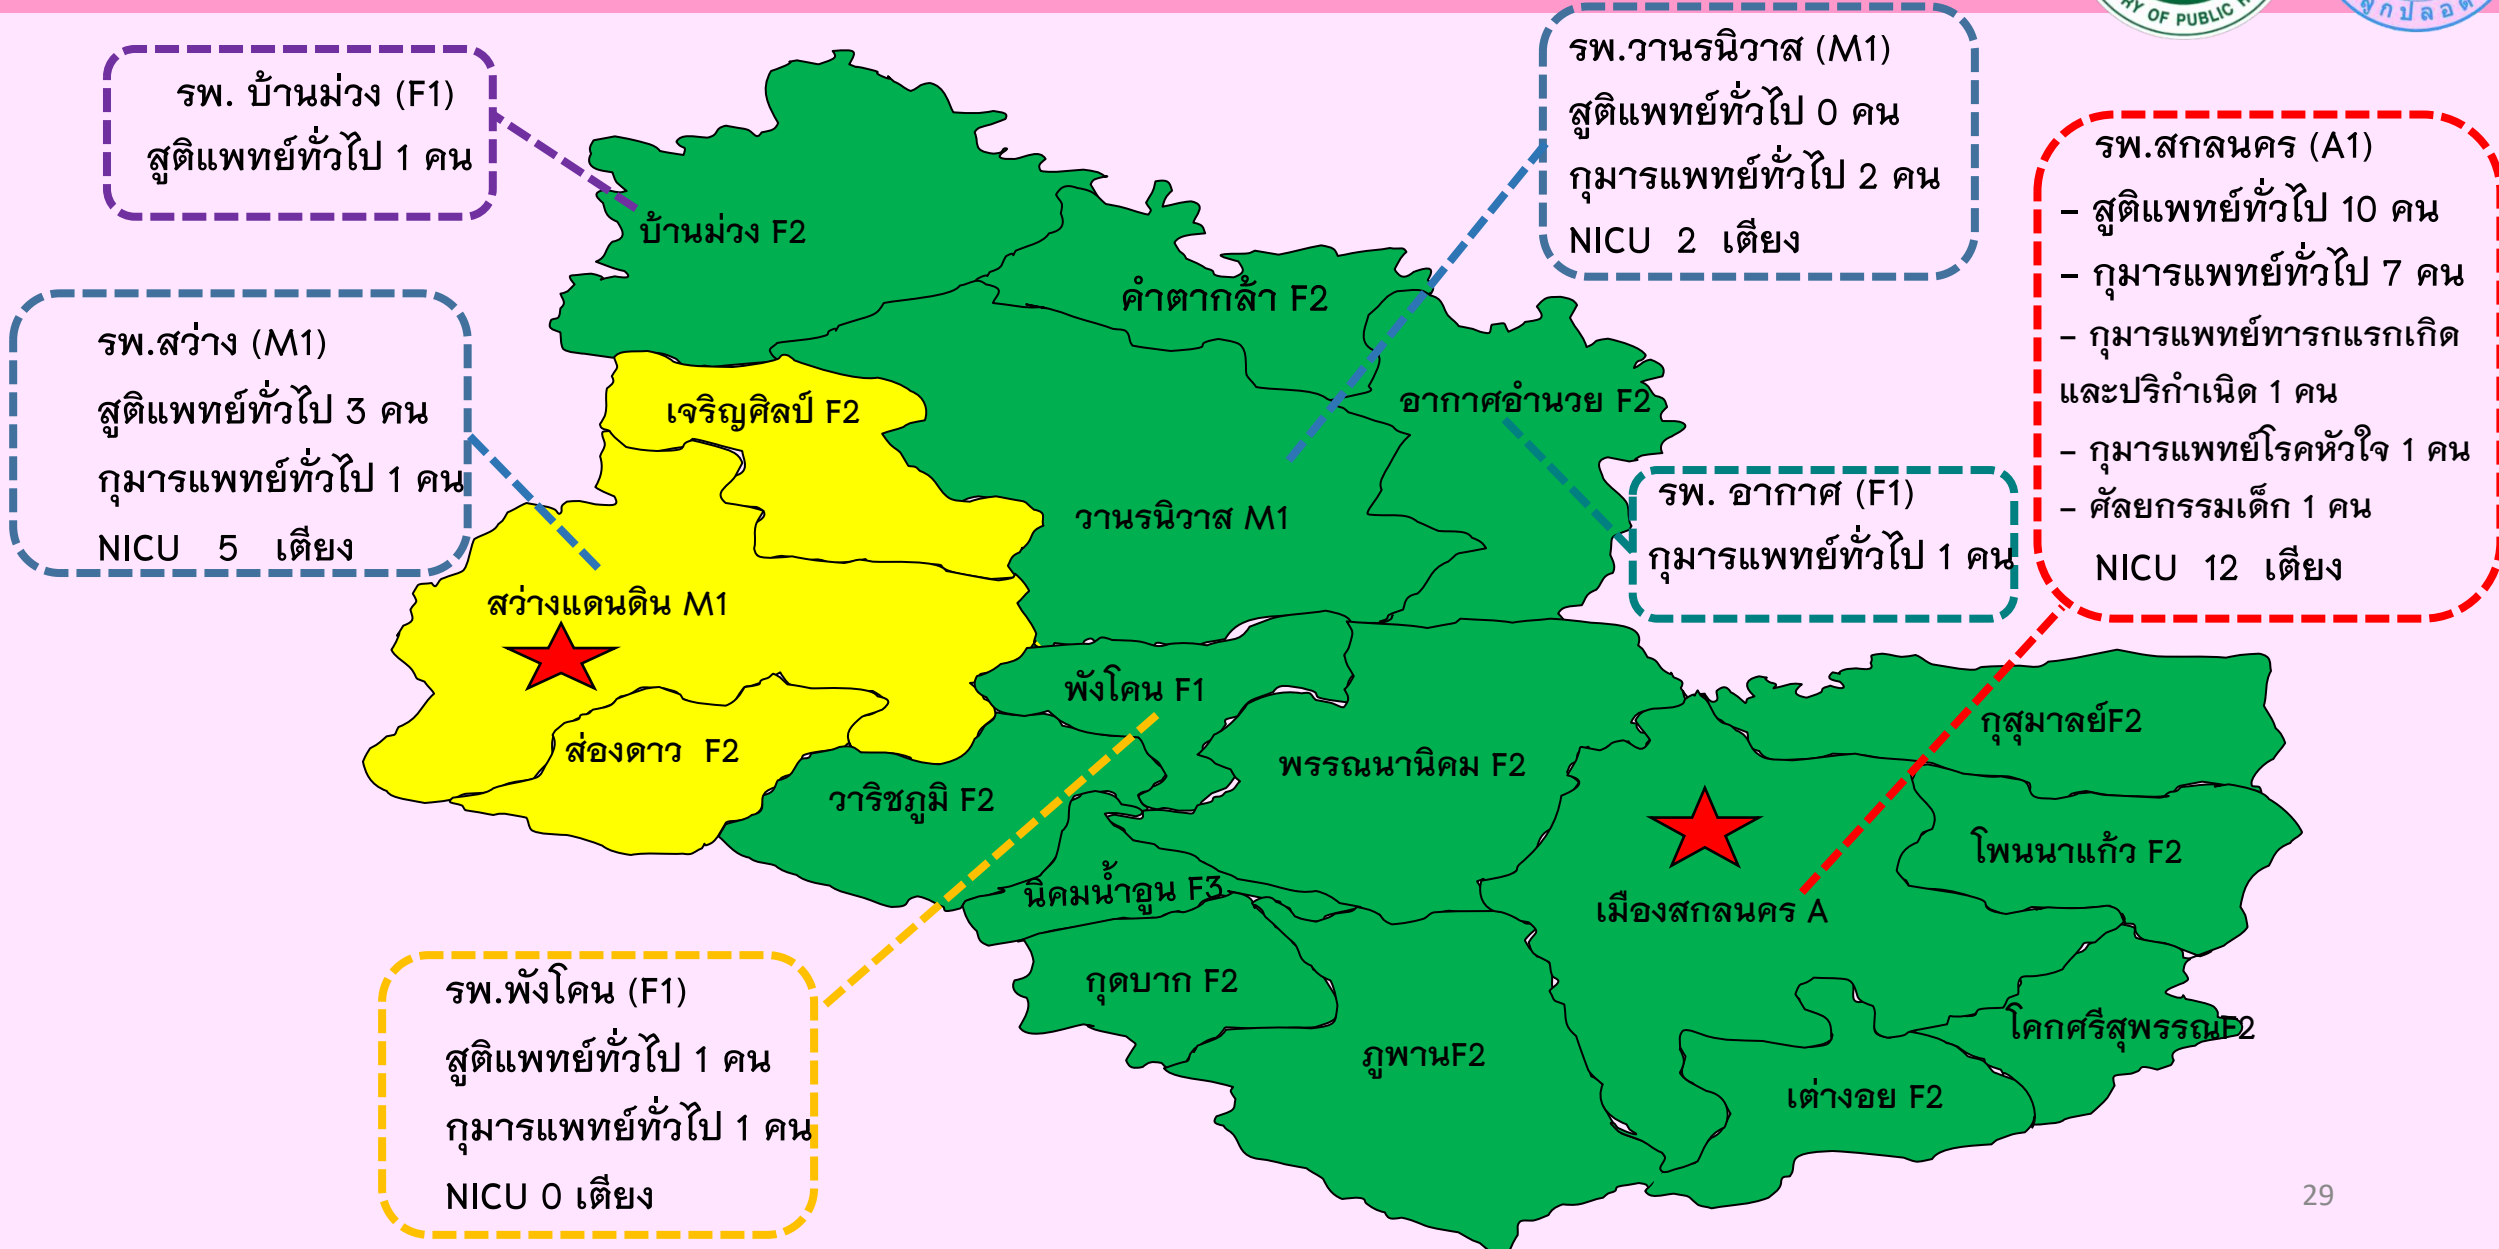 RY OF PUBLIC H
ลูกปลอด
รพ. บ้านม่วง (F1)
สูติแพทย์ทั่วไป 1 คน
รพ.วานรนิวาส (M1)
สูติแพทย์ทั่วไป 0 คน
กุมารแพทย์ทั่วไป 2 คน
NICU 2 เตียง
รพ.สกลนคร (A1)
- สูติแพทย์ทั่วไป 10 คน
- กุมารแพทย์ทั่วไป 7 คน
- กุมารแพทย์ทารกแรกเกิด
และปริกำเนิด 1 คน
- กุมารแพทย์โรคหัวใจ 1 คน
- ศัลยกรรมเด็ก 1 คน
NICU 12 เตียง
รพ.สว่าง (M1)
สูติแพทย์ทั่วไป 3 คน
กุมารแพทย์ทั่วไป 1 คน
NICU 5 เตียง
รพ. อากาศ (F1)
กุมารแพทย์ทั่วไป 1 คน
รพ.พังโคน (F1)
สูติแพทย์ทั่วไป 1 คน
กุมารแพทย์ทั่วไป 1 คน
NICU 0 เตียง
บ้านม่วง F2
คำตากล้า F2
อากาศอำนวย F2
เจริญศิลป์ F2
วานรนิวาส M1
สว่างแดนดิน M1
พังโคน F1
ส่องดาว F2
วาริชภูมิ F2
พรรณนานิคม F2
กุสุมาลย์F2
โพนนาแก้ว F2
นิคมน้ำอูน F3
เมืองสกลนคร A
กุดบาก F2
โคกศรีสุพรรณF2
ภูพานF2
เต่างอย F2
29